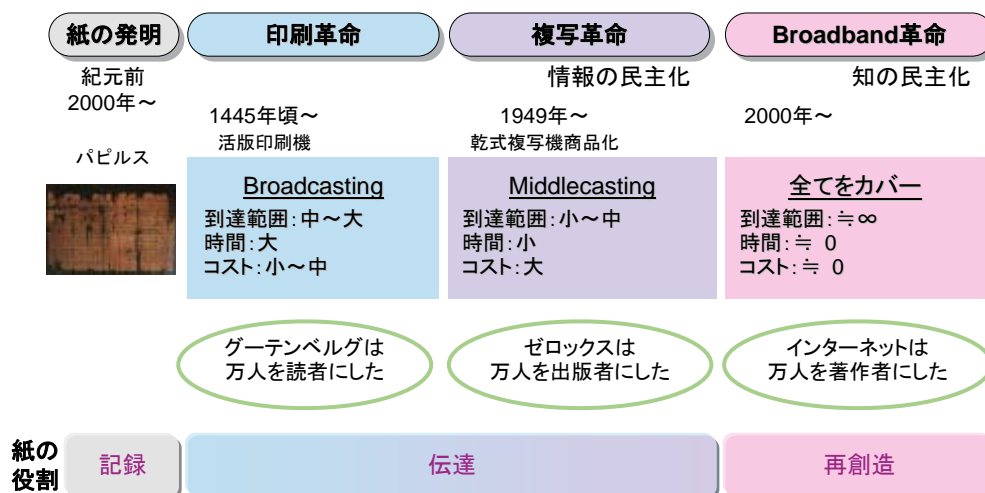 紙の発明
印刷革命
複写革命
Broadband革命
紀元前
2000年～
情報の民主化
知の民主化
1445年頃～
活版印刷機
1949年～
乾式複写機商品化
2000年～
パピルス
Broadcasting
到達範囲：中～大
時間：大
コスト：小～中
Middlecasting
到達範囲：小～中
時間：小
コスト：大
全てをカバー
到達範囲：≒∞
時間：≒ 0
コスト：≒ 0
グーテンベルグは
万人を読者にした
ゼロックスは
万人を出版者にした
インターネットは
万人を著作者にした
紙の
役割
記録
伝達
再創造